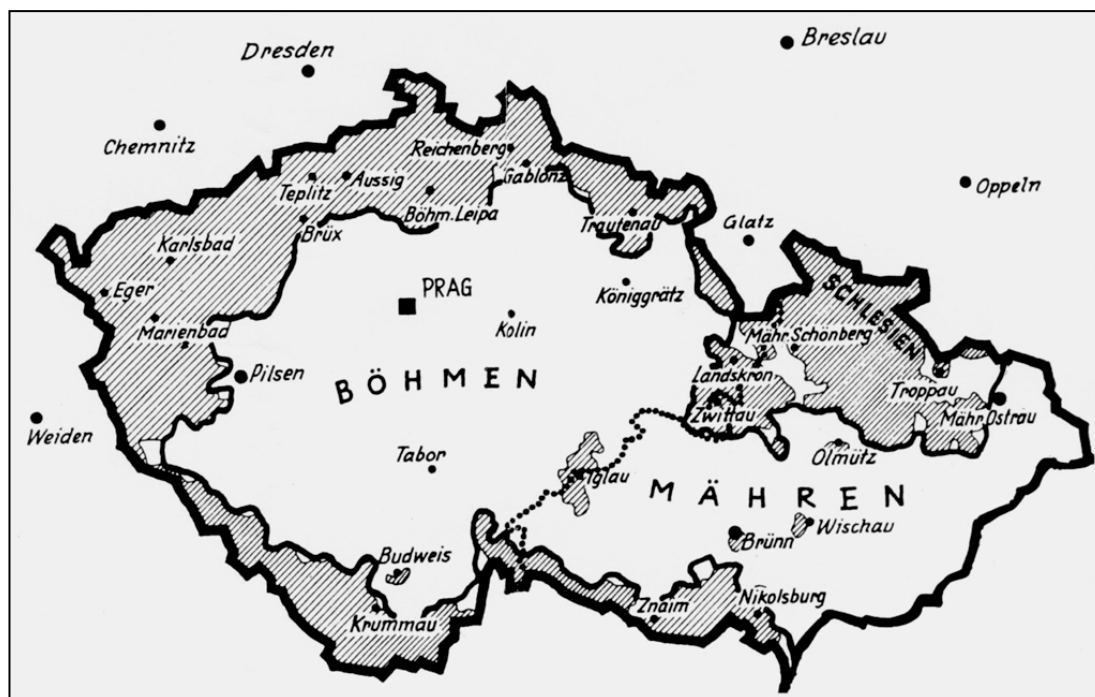 Breslau
Dresden
Chemnitz
Reichenberg
Gablonz
Teplitz
Aussig
Böhm.Leipa
Oppeln
Trautenau
Glatz
Brüx
Karlsbad
Eger
PRAG
Königgrätz
SCHLESIEN
Kolin
Marienbad
Mähr.Schönberg
Pilsen
BÖHMEN
Landskron
Troppau
Zwittau
Mähr.Ostrau
Weiden
Tabor
Iglau
MÄHREN
Olmütz
Wischau
Brünn
Budweis
Krummau
Znaim
Nikolsburg